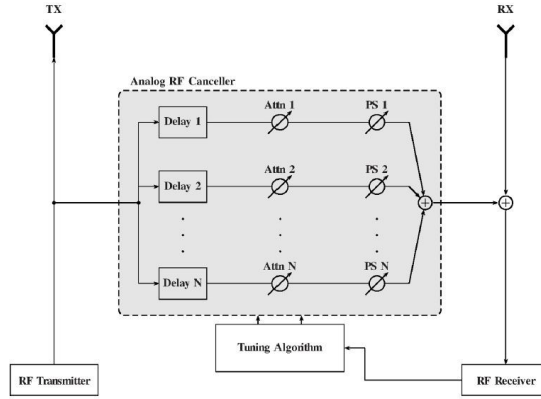 TX
RX
Analog RF Canceller
Delay 1
Attn 1
PS 1
Delay 2
Attn 2
PS 2
Delay N
Attn N
PS N
Tuning Algorithm
RF Transmitter
RF Receiver